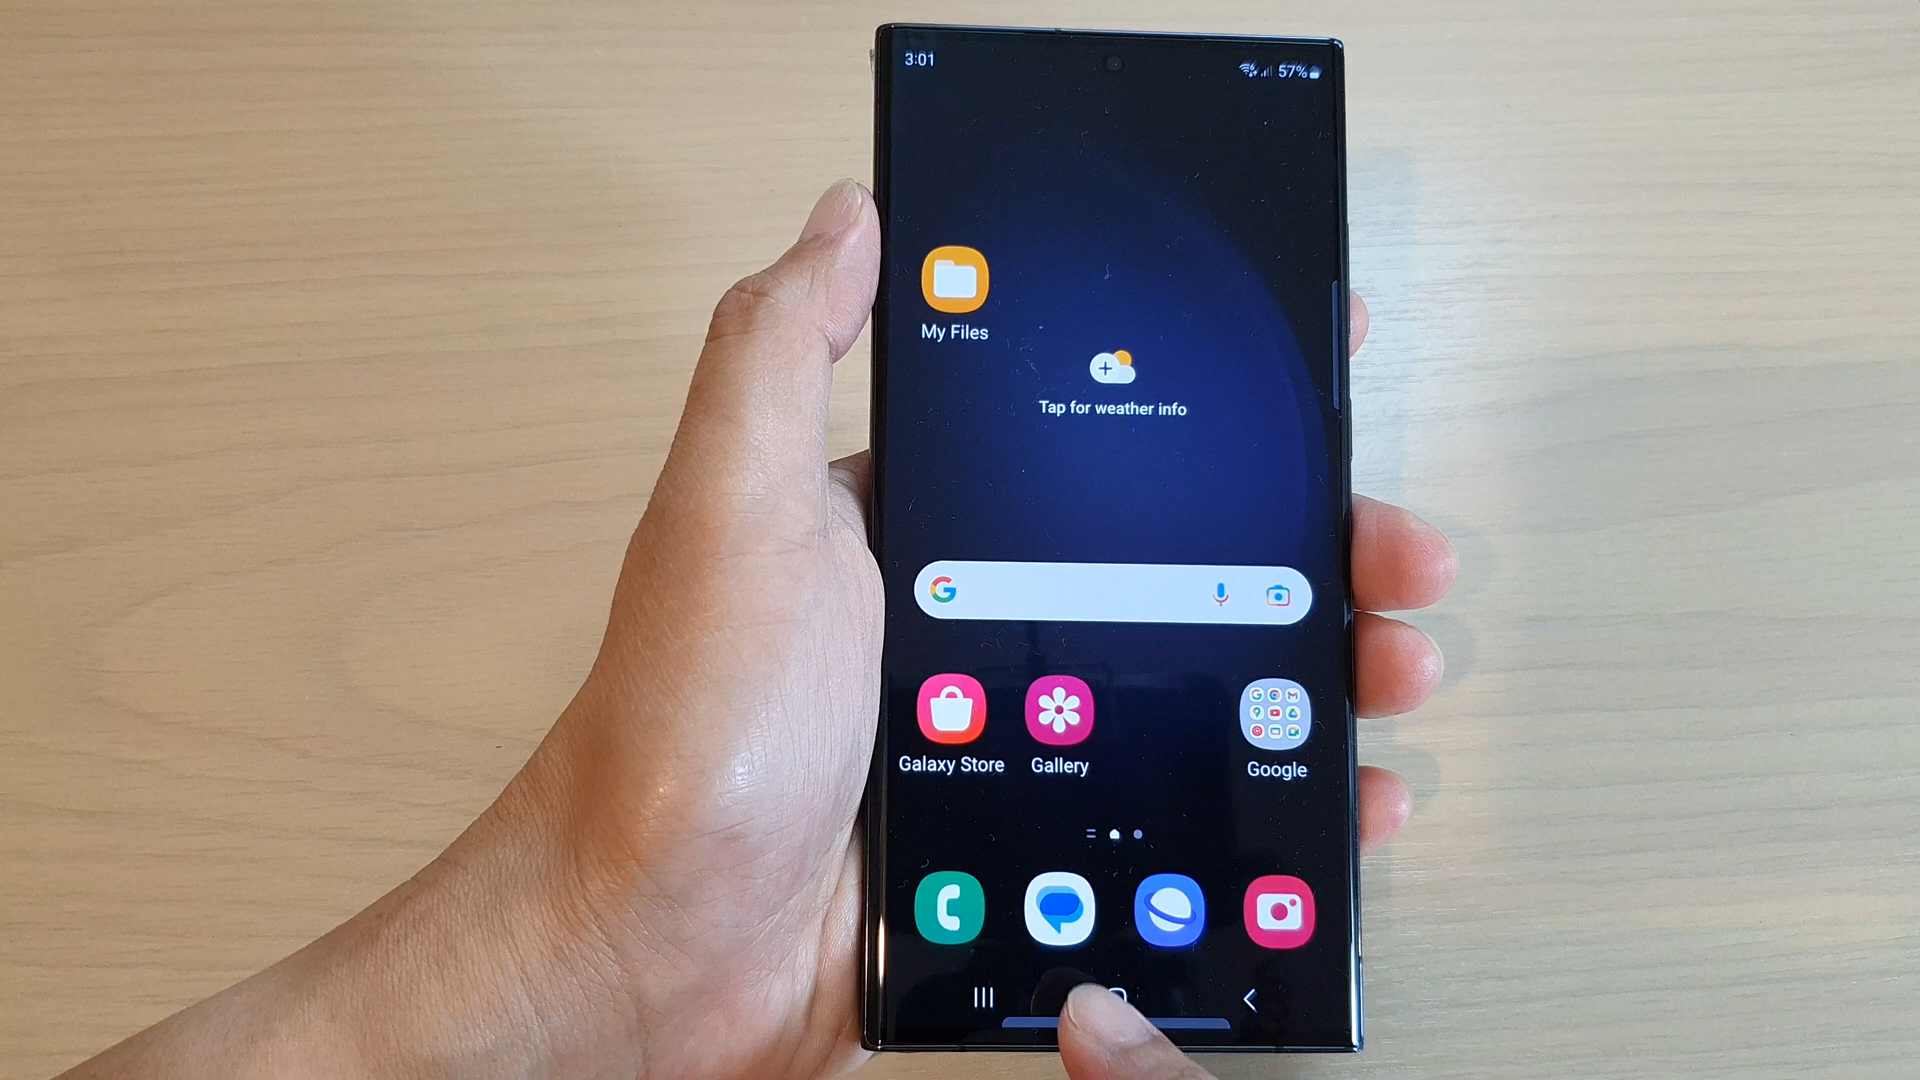 3:01
57%
My Files
Tap for weather info
G
Galaxy Store
Gallery
Google